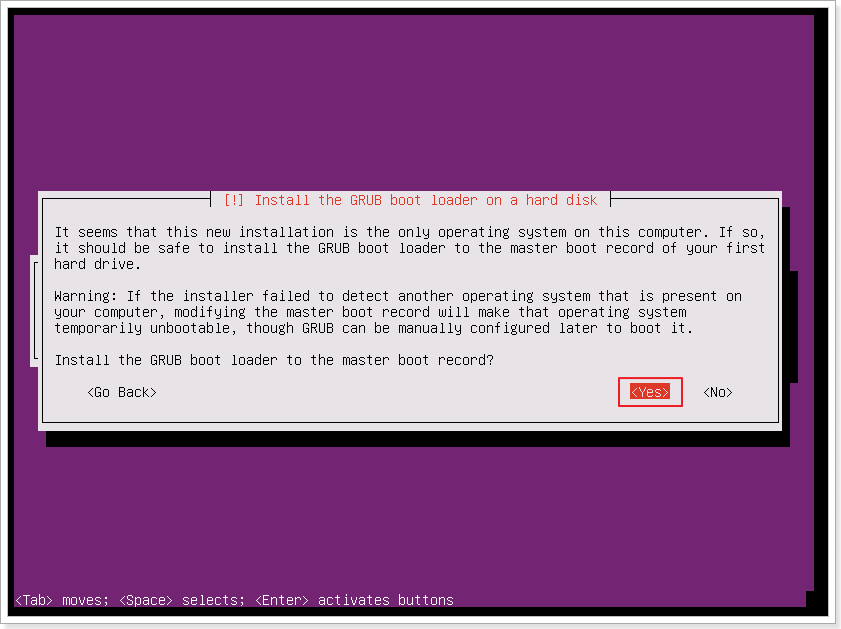 [!] Install the GRUB boot loader on a hard disk
It seems that this new installation is the only operating system on this computer. If so,
it should be safe to install the GRUB boot loader to the master boot record of your first
hard drive.
Warning: If the installer failed to detect another operating system that is present on
your computer, modifying the master boot record will make that operating system
temporarily unbootable, though GRUB can be manually configured later to boot it.
Install the GRUB boot loader to the master boot record?
<Go Back> <Yes> <No>
<Tab> moves; <Space> selects; <Enter> activates buttons